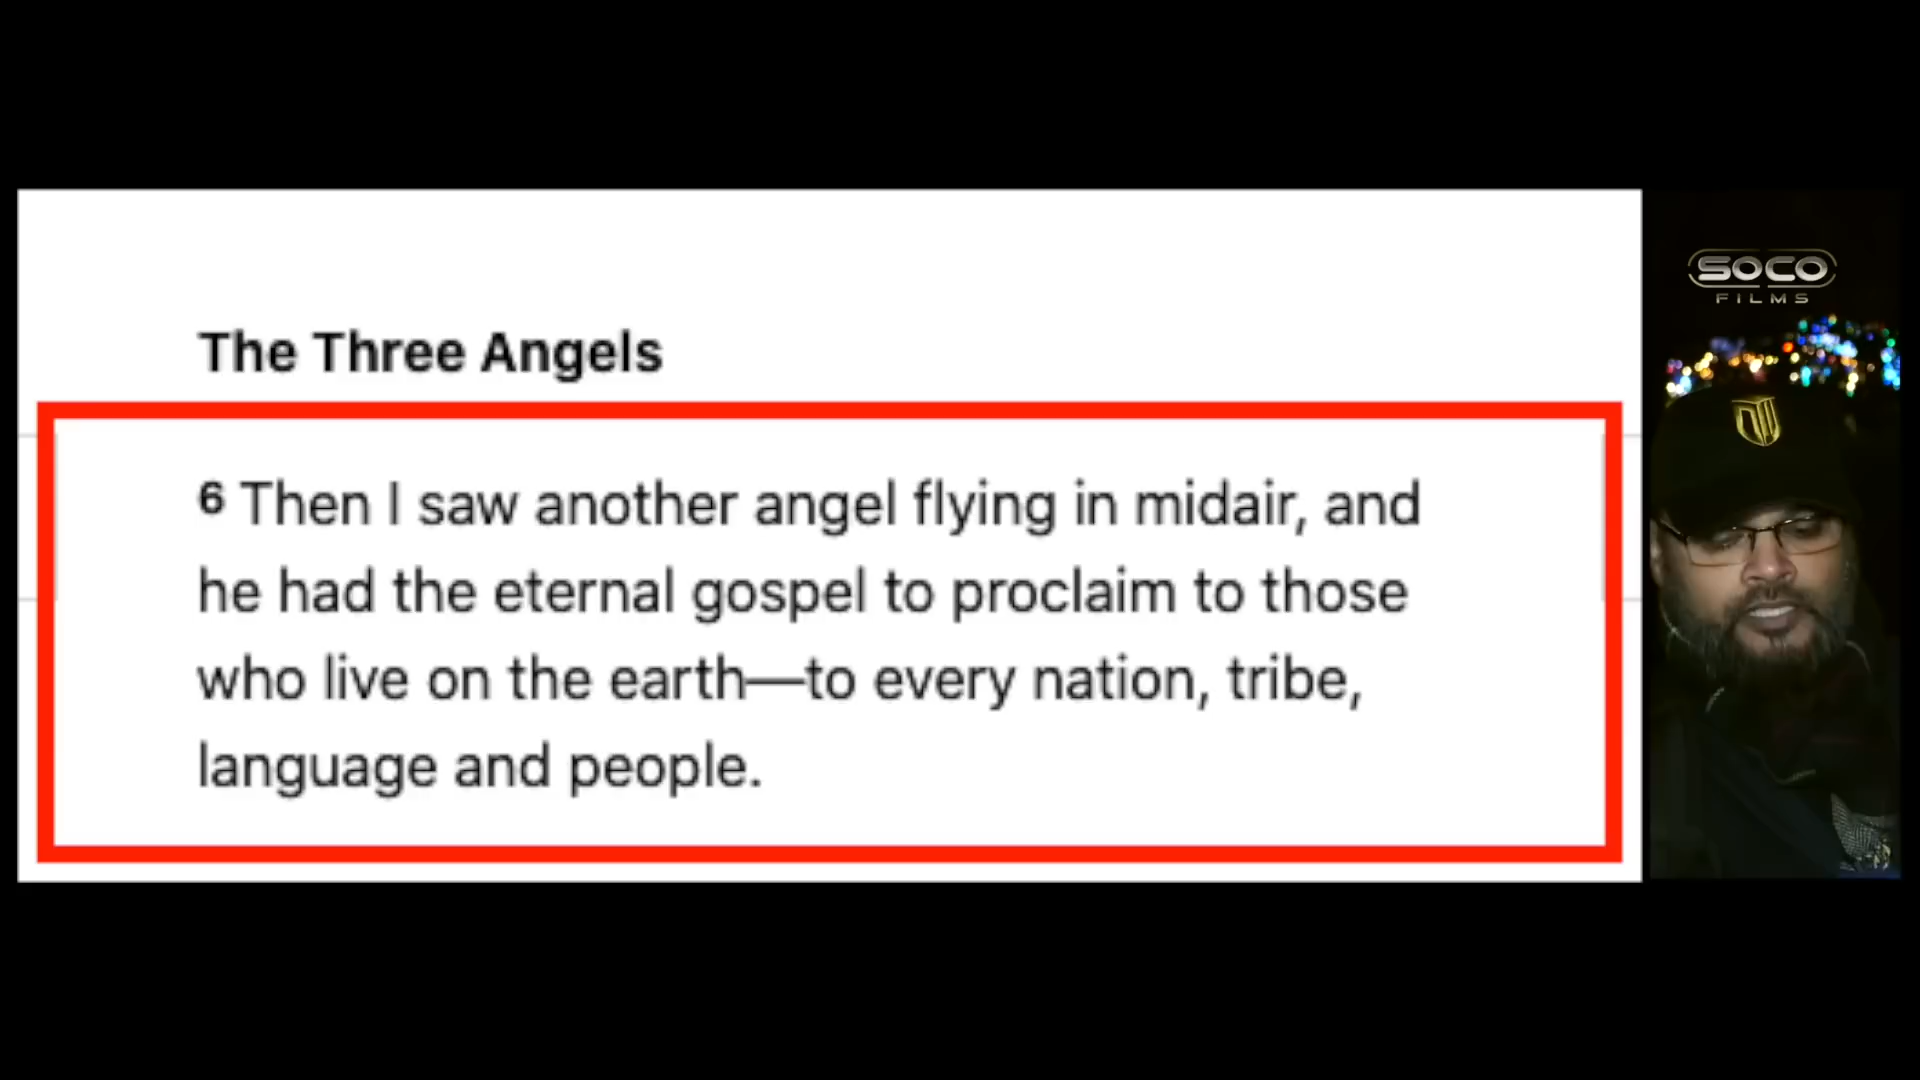 The Three Angels
6 Then I saw another angel flying in midair, and
he had the eternal gospel to proclaim to those
who live on the earth—to every nation, tribe,
language and people.
SOCO
FILMS